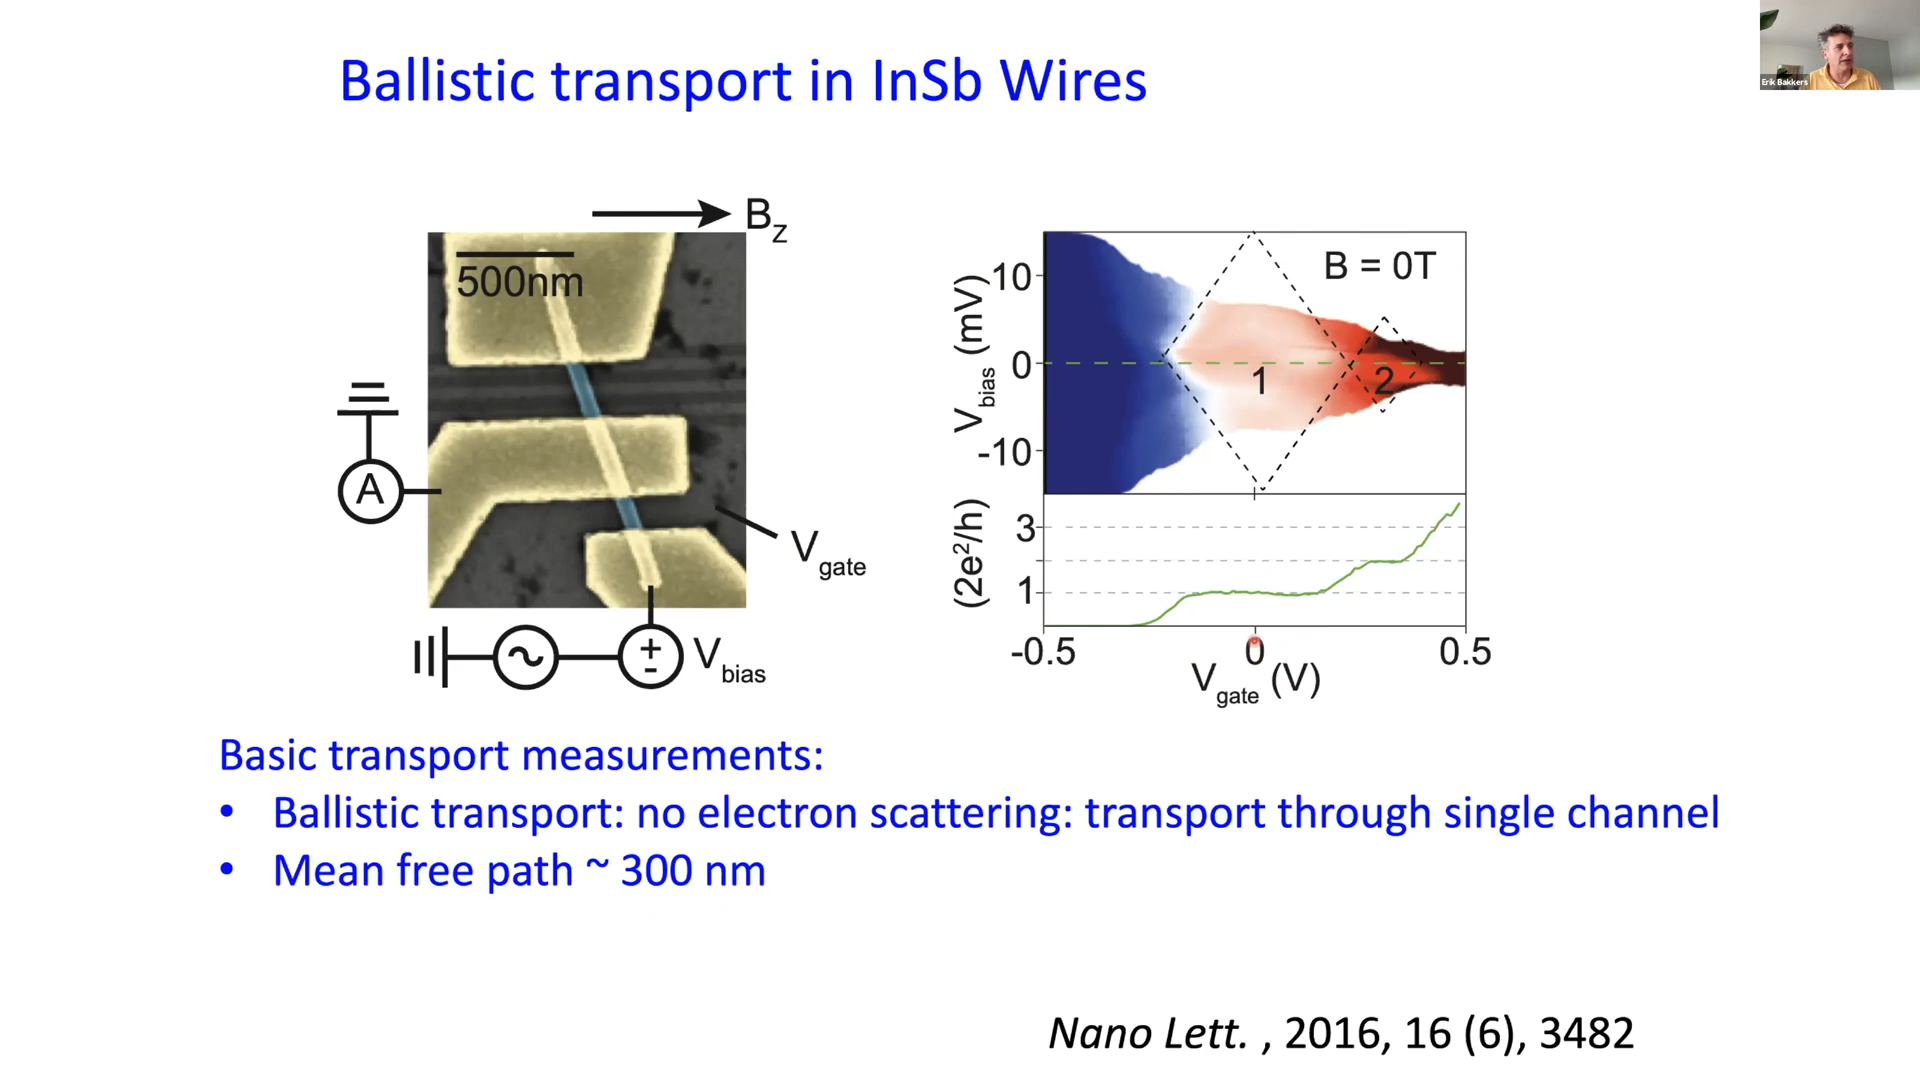 Ballistic transport in InSb Wires
Erik Bakkers
Bz
500nm
A
Vgate
+
-
Vbias
B = 0T
10
0
-10
Vbias (mV)
1
2
3
1
(2e²/h)
-0.5
0
0.5
Vgate (V)
Basic transport measurements:
• Ballistic transport: no electron scattering: transport through single channel
• Mean free path ~ 300 nm
Nano Lett. , 2016, 16 (6), 3482